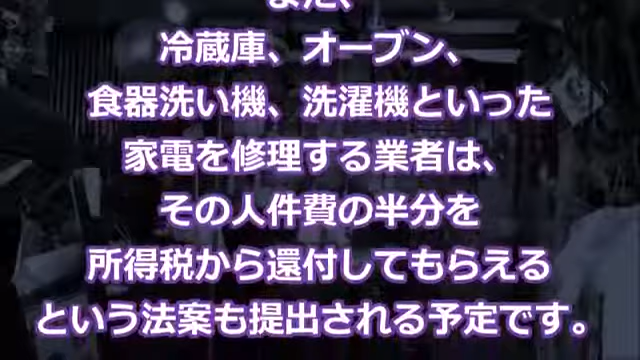 また、
冷蔵庫、オーブン、
食器洗い機、洗濯機といった
家電を修理する業者は、
その人件費の半分を
所得税から還付してもらえる
という法案も提出される予定です。